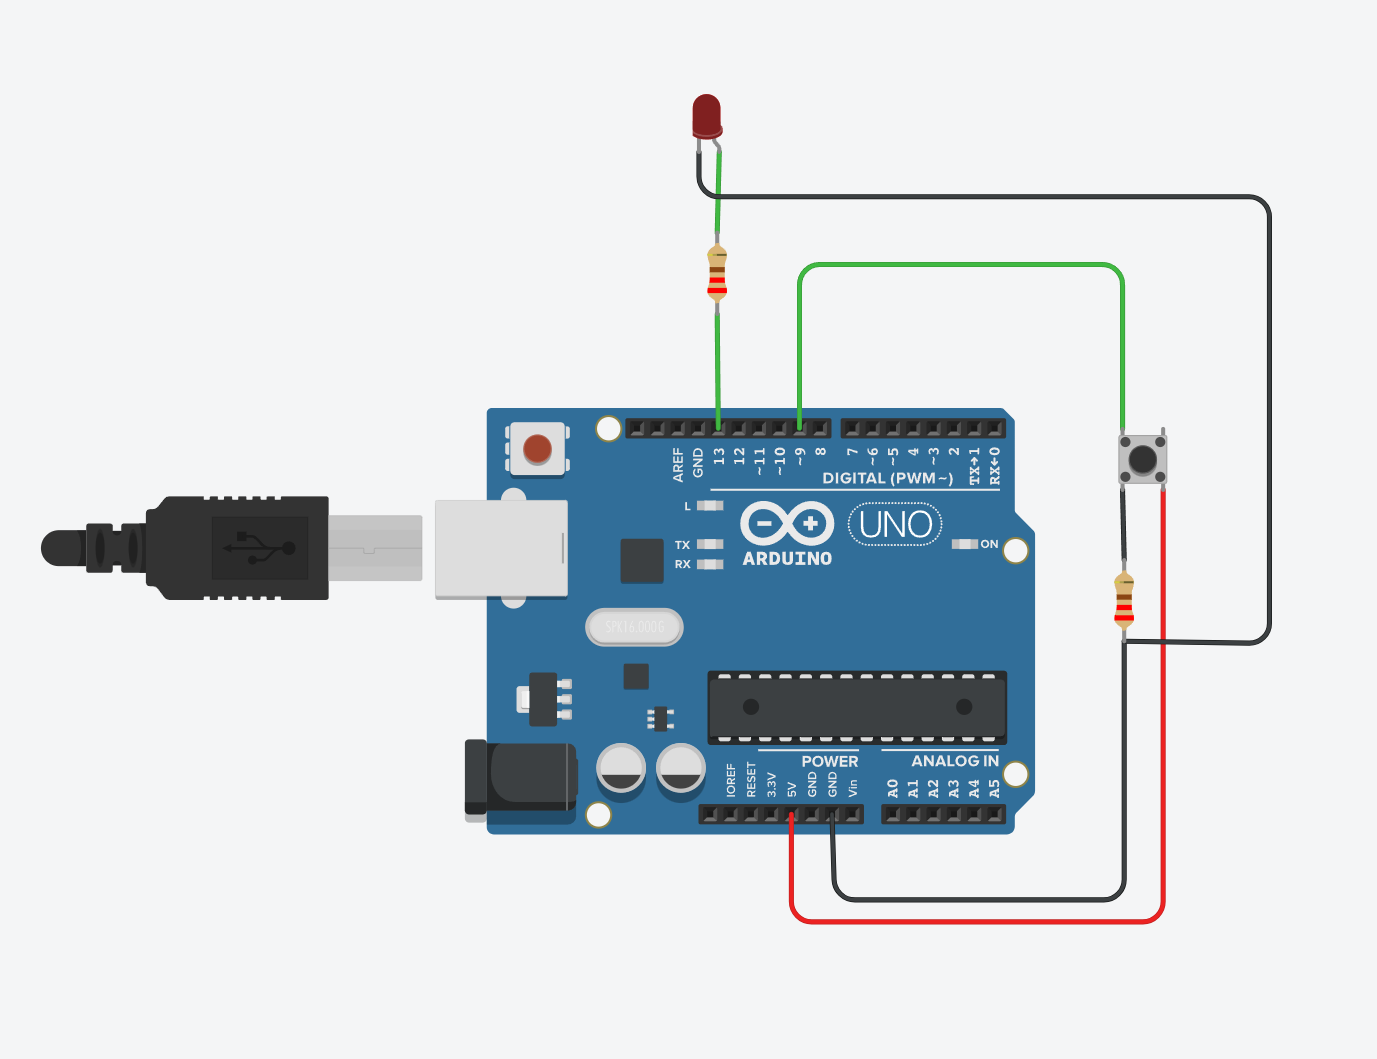 AREF
GND
13
12
~11
~10
~9
8
7
~6
~5
4
~3
2
TX→1
RX←0
DIGITAL (PWM~)
L
TX
RX
UNO
ARDUINO
ON
SPK16.000G
POWER
ANALOG IN
IOREF
RESET
3.3V
5V
GND
GND
Vin
A0
A1
A2
A3
A4
A5